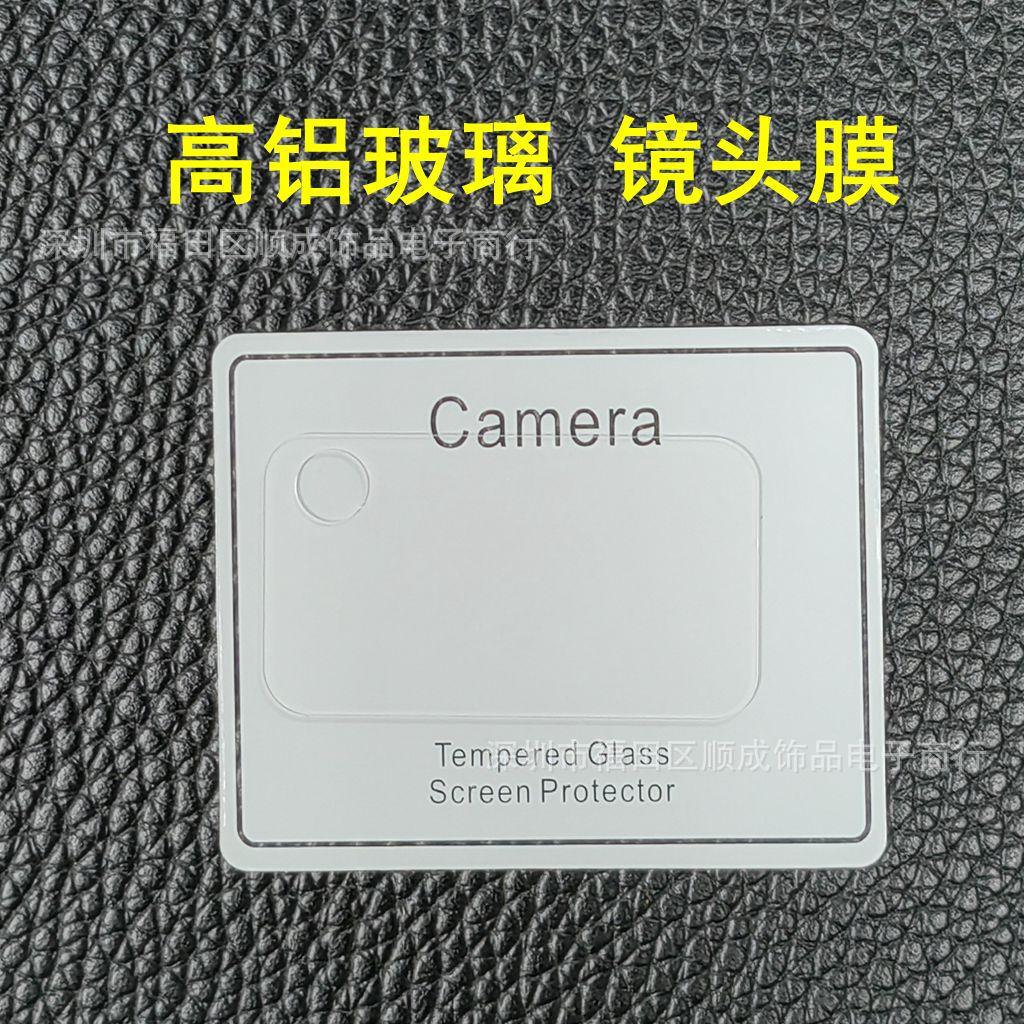 高铝玻璃 镜头膜
深圳市福田区顺成饰品电子商行
Camera
Tempered Glass
深圳市福田区顺成饰品电子商行
Screen Protector